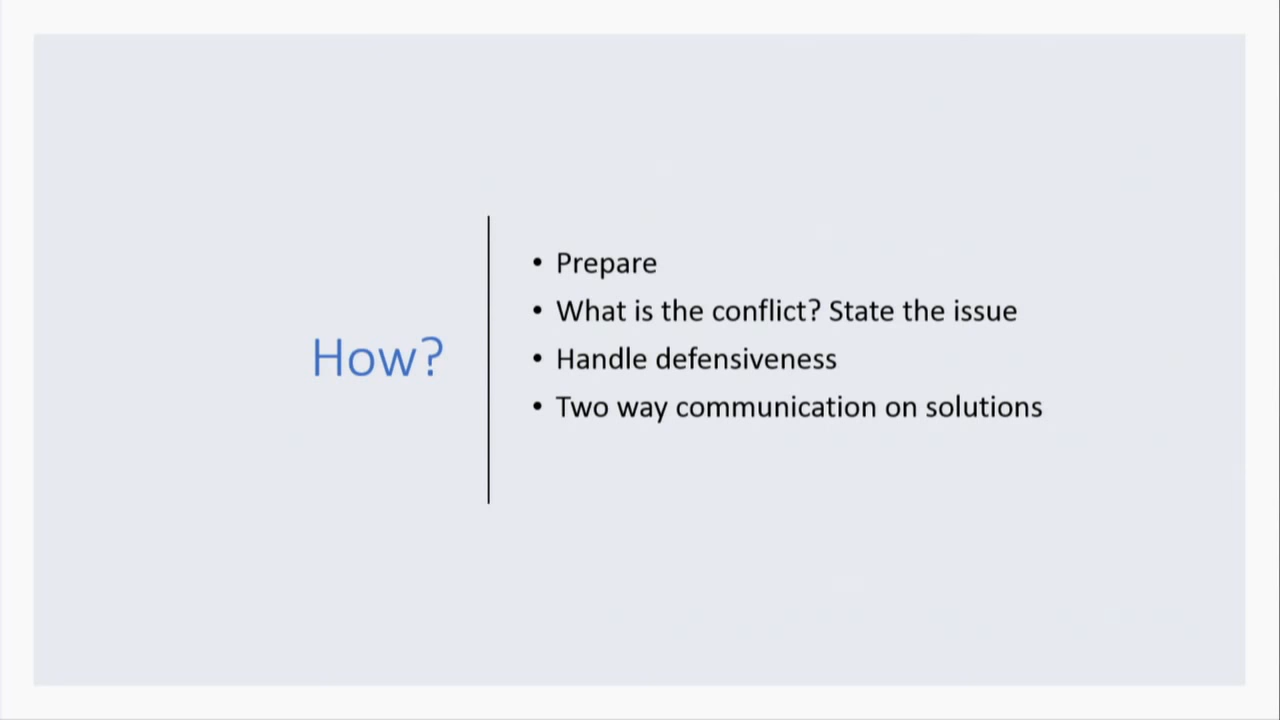 How?
• Prepare
• What is the conflict? State the issue
• Handle defensiveness
• Two way communication on solutions